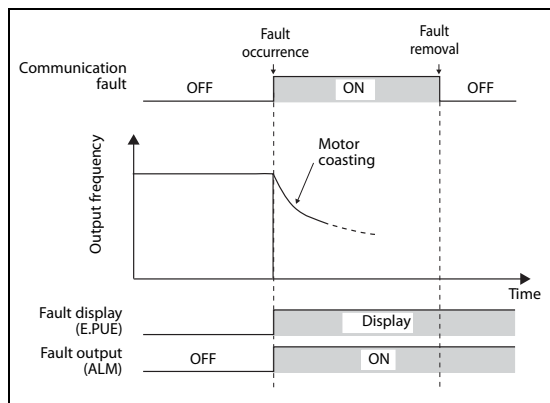 Fault
occurrence
Fault
removal
Communication
fault
OFF
ON
OFF
Output frequency
Motor
coasting
Time
Fault display
(E.PUE)
Display
Fault output
(ALM)
OFF
ON